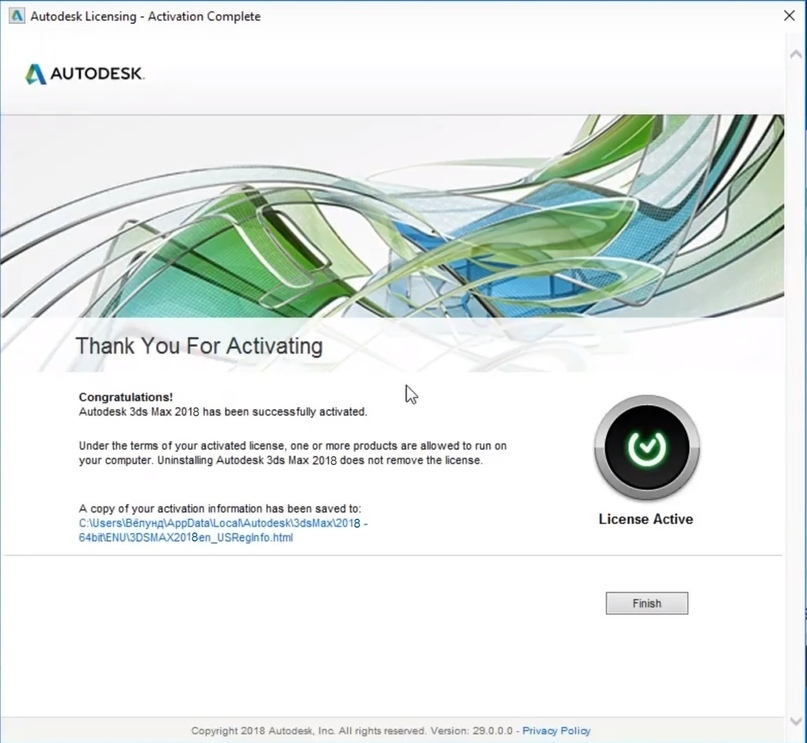 Autodesk Licensing - Activation Complete
AUTODESK.
Thank You For Activating
Congratulations!
Autodesk 3ds Max 2018 has been successfully activated.
Under the terms of your activated license, one or more products are allowed to run on
your computer. Uninstalling Autodesk 3ds Max 2018 does not remove the license.
A copy of your activation information has been saved to:
C:\Users\Вёлунд\AppData\Local\Autodesk\3dsMax\2018 -
64bit\ENU\3DSMAX2018en_USRegInfo.html
License Active
Finish
Copyright 2018 Autodesk, Inc. All rights reserved. Version: 29.0.0.0 - Privacy Policy